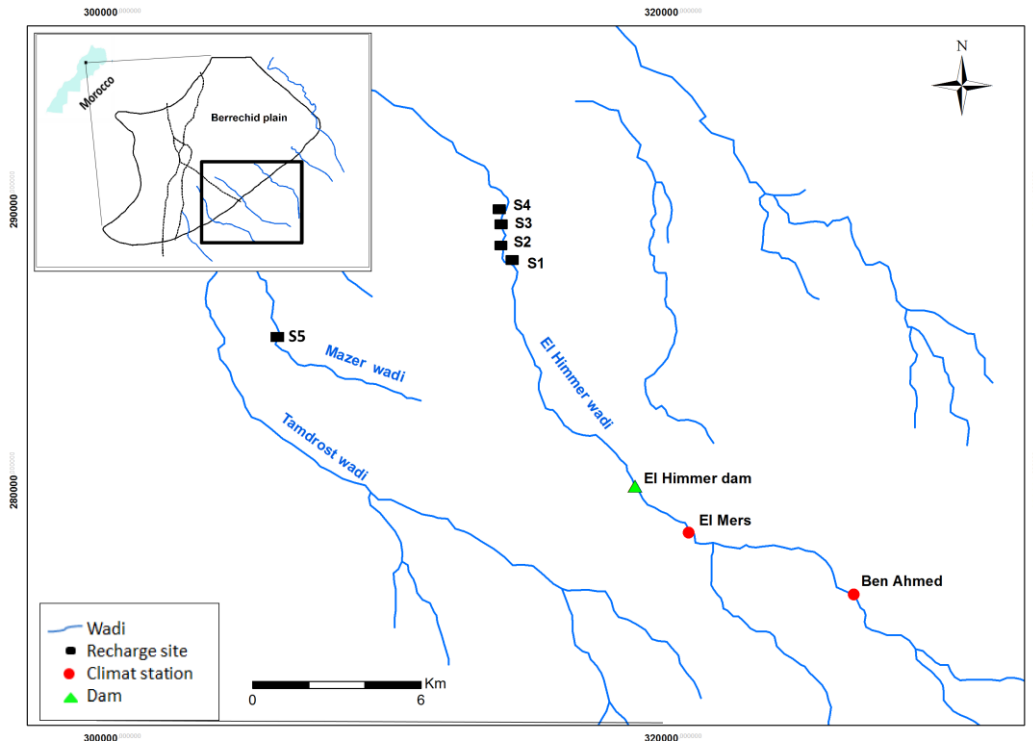 300000
320000
N
Morocco
Berrechid plain
290000
S4
S3
S2
S1
S5
Mazer wadi
El Himmer wadi
Tamdrost wadi
280000
El Himmer dam
El Mers
Ben Ahmed
Wadi
Recharge site
Climat station
Dam
Km
0 6
300000
320000